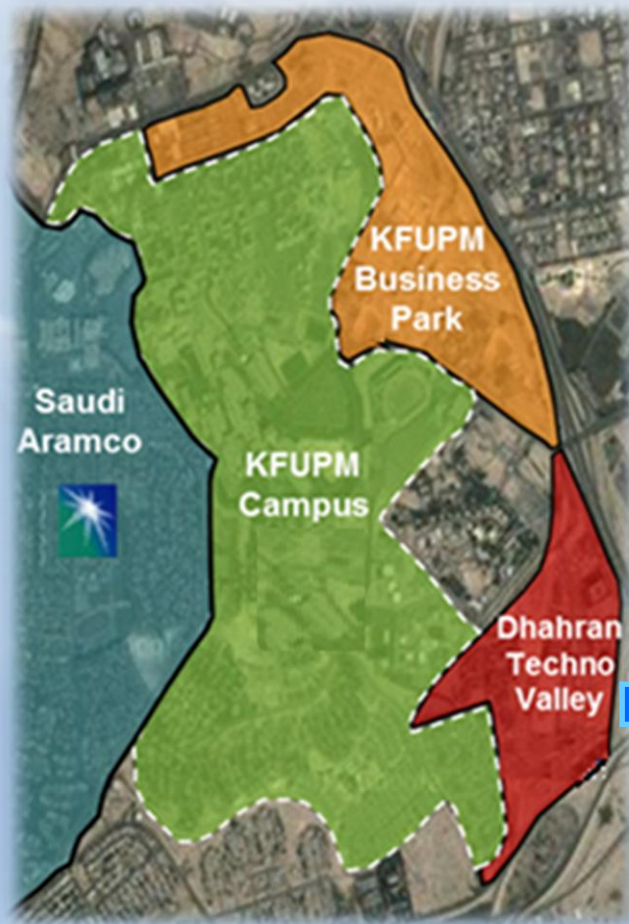 KFUPM
Business
Park
Saudi
Aramco
KFUPM
Campus
Dhahran
Techno
Valley